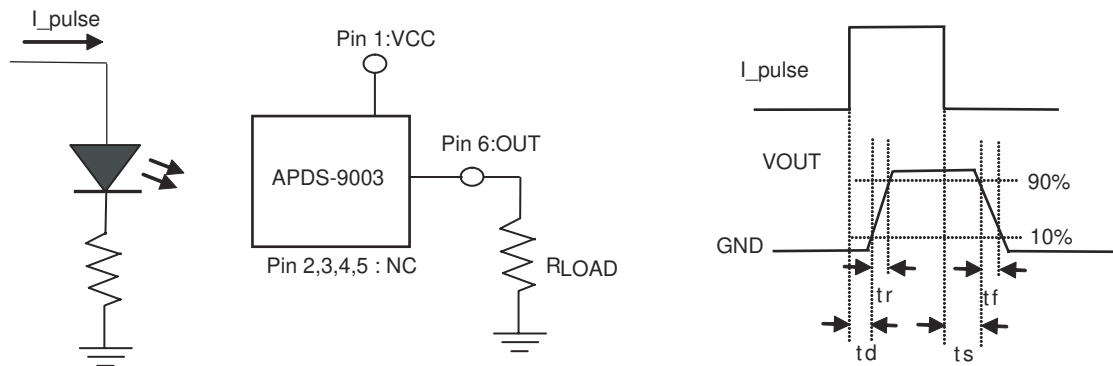 I_pulse
Pin 1:VCC
APDS-9003
Pin 6:OUT
Pin 2,3,4,5 : NC
RLOAD
I_pulse
VOUT
90%
GND
10%
tr
tf
td
ts